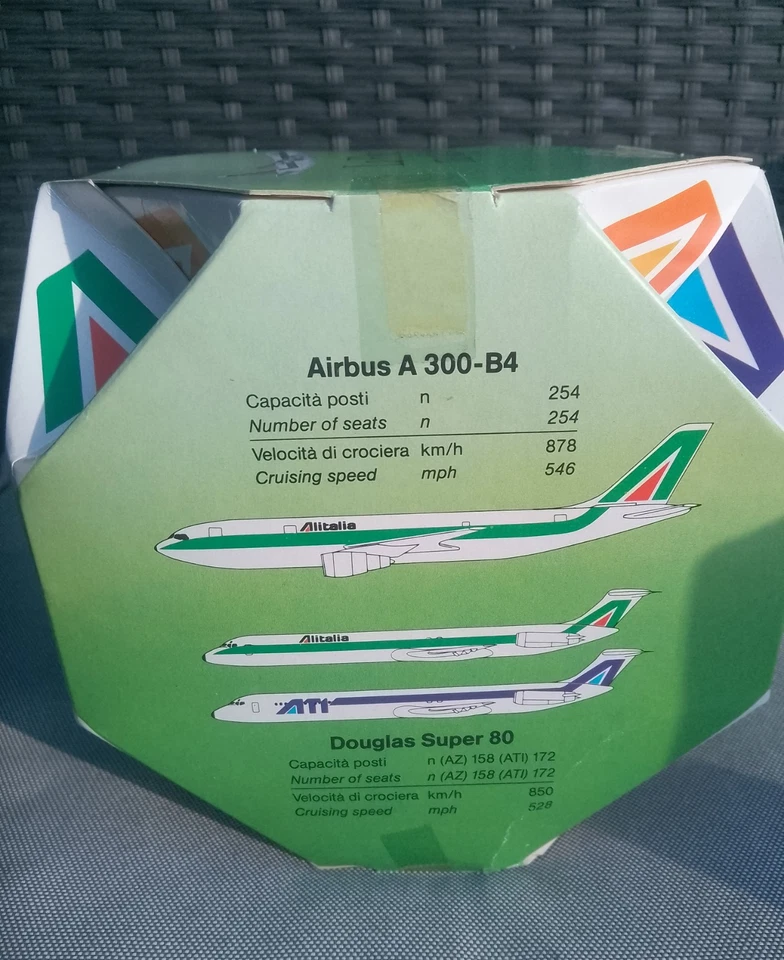 Airbus A 300-B4
Capacità posti n 254
Number of seats n 254
Velocità di crociera km/h 878
Cruising speed mph 546
Alitalia
Alitalia
ATI
Douglas Super 80
Capacità posti n (AZ) 158 (ATI) 172
Number of seats n (AZ) 158 (ATI) 172
Velocità di crociera km/h 850
Cruising speed mph 528